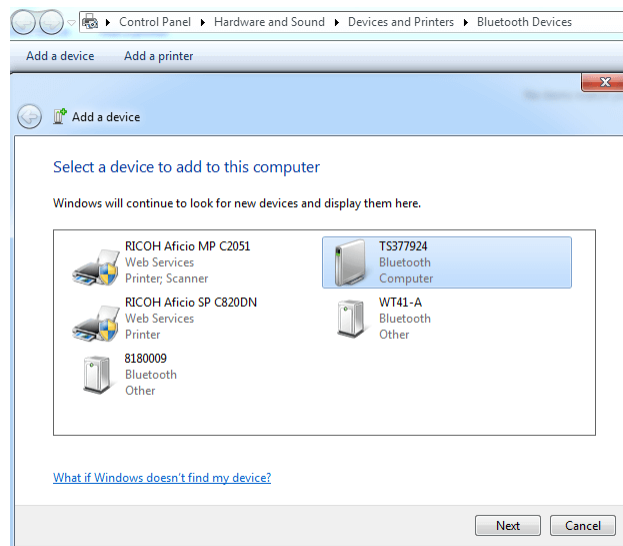 Control Panel Hardware and Sound Devices and Printers Bluetooth Devices
Add a device Add a printer
Add a device
Select a device to add to this computer
Windows will continue to look for new devices and display them here.
RICOH Aficio MP C2051
Web Services
Printer; Scanner
TS377924
Bluetooth
Computer
RICOH Aficio SP C820DN
Web Services
Printer
WT41-A
Bluetooth
Other
8180009
Bluetooth
Other
What if Windows doesn't find my device?
Next Cancel